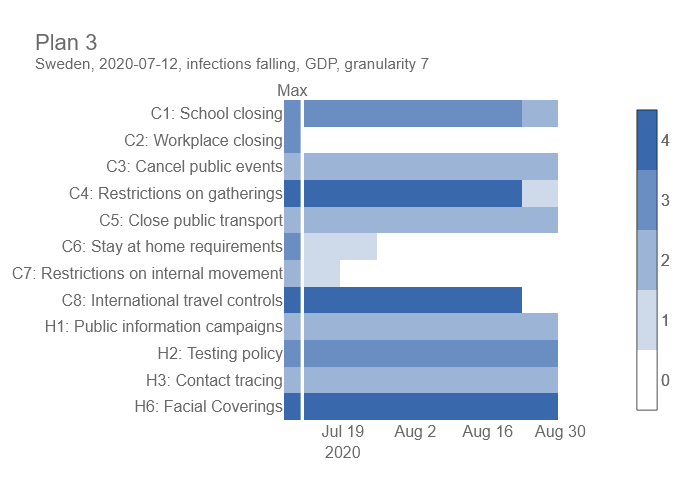 Plan 3
Sweden, 2020-07-12, infections falling, GDP, granularity 7
Max
C1: School closing
C2: Workplace closing
C3: Cancel public events
C4: Restrictions on gatherings
C5: Close public transport
C6: Stay at home requirements
C7: Restrictions on internal movement
C8: International travel controls
H1: Public information campaigns
H2: Testing policy
H3: Contact tracing
H6: Facial Coverings
Jul 19 Aug 2 Aug 16 Aug 30
2020
4
3
2
1
0